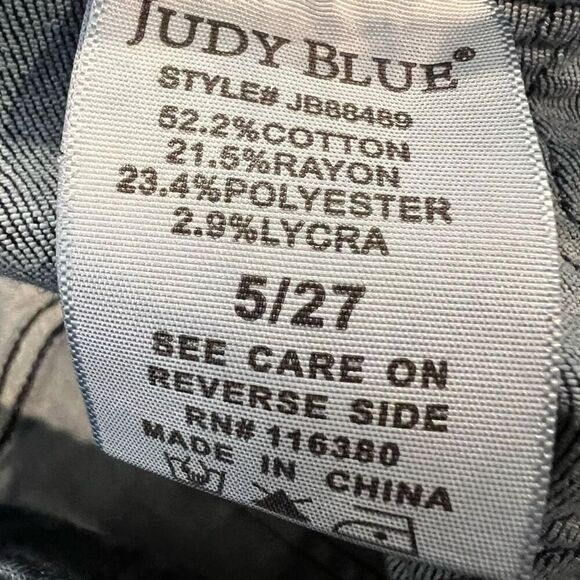 JUDY BLUE®
STYLE# JB88489
52.2%COTTON
21.5%RAYON
23.4%POLYESTER
2.9%LYCRA
5/27
SEE CARE ON
REVERSE SIDE
RN# 116380
MADE IN CHINA